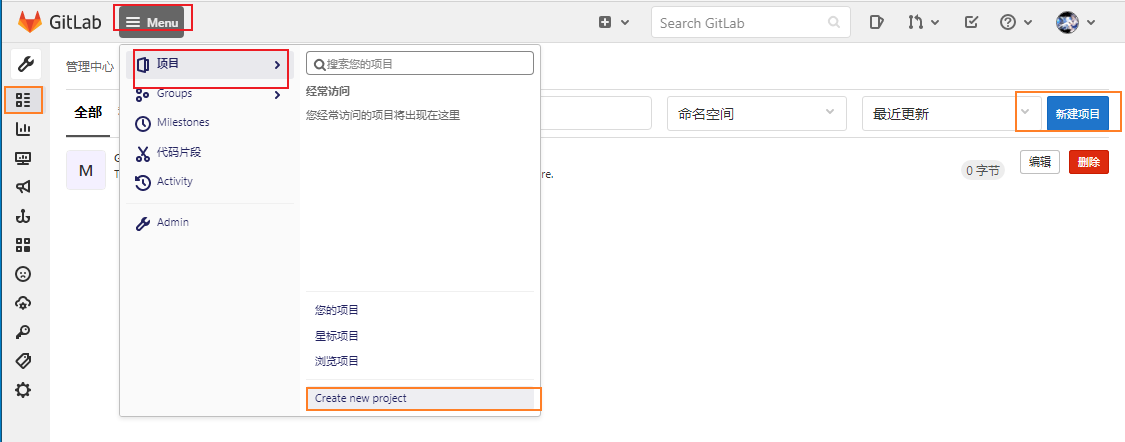 GitLab
Menu
Search GitLab
管理中心
项目
搜索您的项目
经常访问
Groups
您经常访问的项目将出现在这里
全部
命名空间
最近更新
新建项目
Milestones
代码片段
Activity
M
G
T
re.
0 字节
编辑
删除
Admin
您的项目
星标项目
浏览项目
Create new project